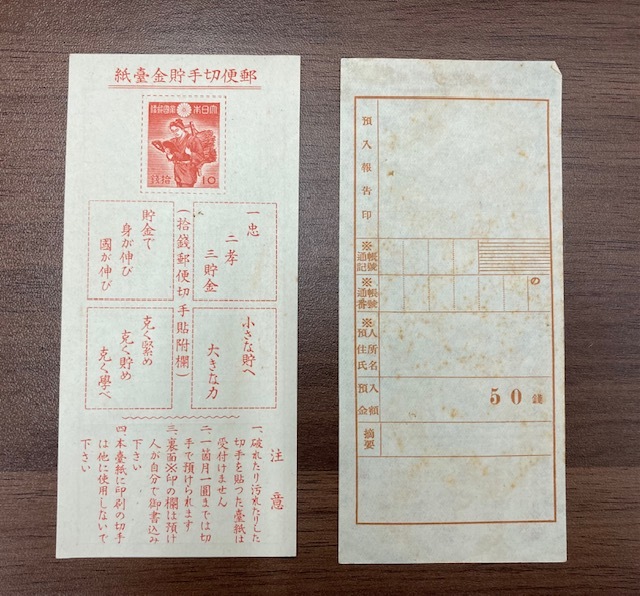 郵便切手貯金臺紙
大日本帝國郵便
拾錢
10
一 忠
二 孝
三 貯金
貯金で
身が伸び
國が伸び
(拾錢郵便切手貼附欄)
小さな貯へ
大きな力
克く緊め
克く貯め
克く學べ
注意
一、破れたり汚れたりした
切手を貼つた臺紙は
受付けません
二、一箇月一圓までは切
手で預けられます
三、裏面※印の欄は預け
人が自分で御書込み
下さい
四、本臺紙に印刷の切手
は他に使用しないで
下さい
預入報告印
※通帳記號
※通帳番號
の
※預人
住所
氏名
預入金額
50錢
摘要